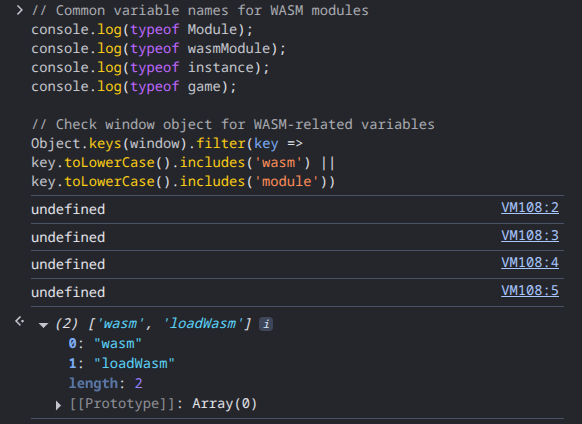 // Common variable names for WASM modules
console.log(typeof Module);
console.log(typeof wasmModule);
console.log(typeof instance);
console.log(typeof game);
// Check window object for WASM-related variables
Object.keys(window).filter(key =>
key.toLowerCase().includes('wasm') ||
key.toLowerCase().includes('module'))
undefined VM108:2
undefined VM108:3
undefined VM108:4
undefined VM108:5
(2) ['wasm', 'loadWasm'] i
0: "wasm"
1: "loadWasm"
length: 2
[[Prototype]]: Array(0)